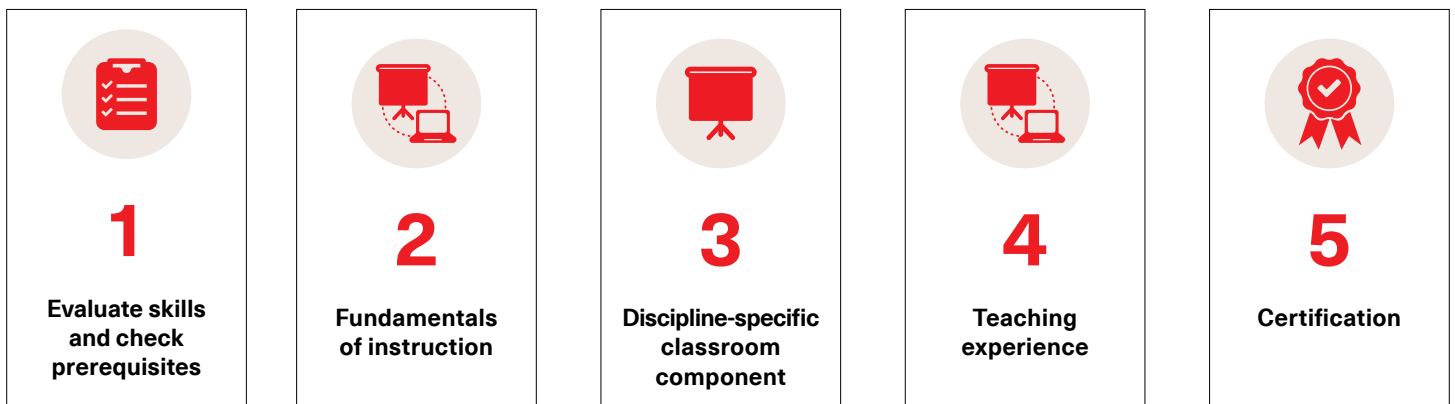 1
Evaluate skills
and check
prerequisites
2
Fundamentals
of instruction
3
Discipline-specific
classroom
component
4
Teaching
experience
5
Certification